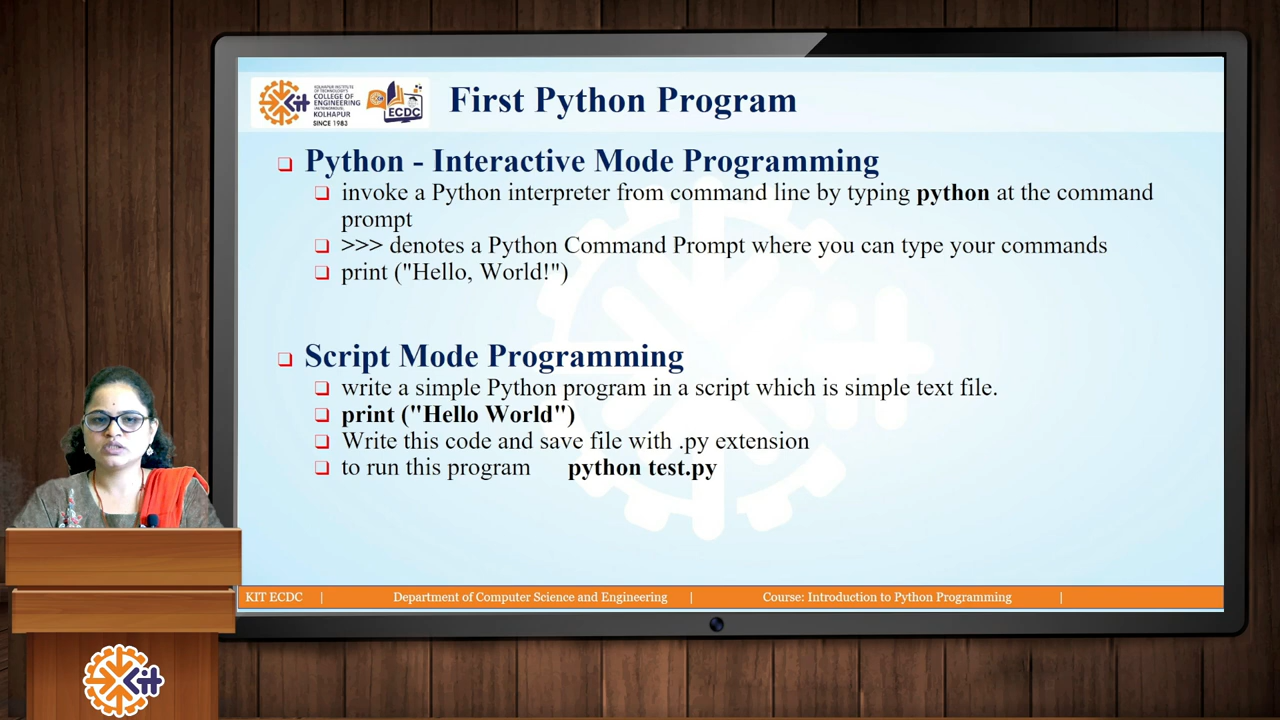 KOLHAPUR INSTITUTE
OF TECHNOLOGY'S
COLLEGE OF
ENGINEERING
(AUTONOMOUS),
KOLHAPUR
SINCE 1983
Kit
ECDC
First Python Program
Python - Interactive Mode Programming
invoke a Python interpreter from command line by typing python at the command
prompt
>>> denotes a Python Command Prompt where you can type your commands
print ("Hello, World!")
Script Mode Programming
write a simple Python program in a script which is simple text file.
print ("Hello World")
Write this code and save file with .py extension
to run this program python test.py
KIT ECDC | Department of Computer Science and Engineering | Course: Introduction to Python Programming |
Kit